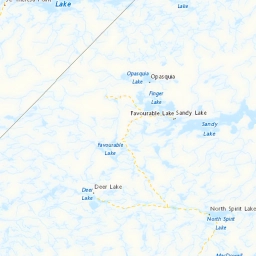 Lake
Opasquia
Lake
Opasquia
Finger
Lake
Favourable Lake
Sandy Lake
Sandy
Lake
Favourable
Lake
Deer
Lake
Deer Lake
North Spirit Lake
North Spirit
Lake